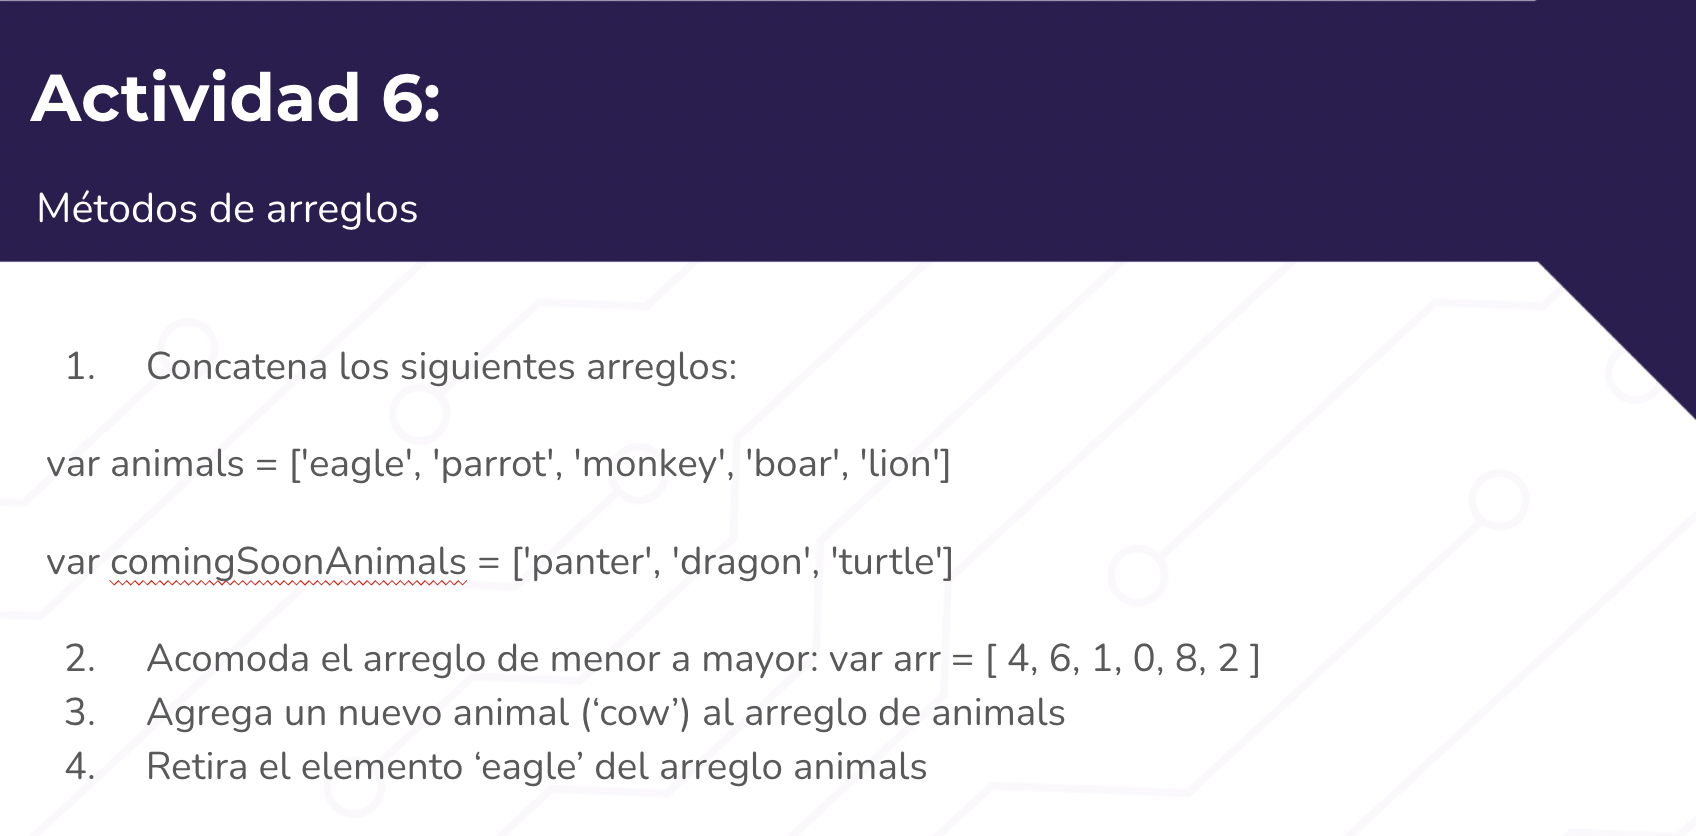 Actividad 6:
Métodos de arreglos
1. Concatena los siguientes arreglos:
var animals = ['eagle', 'parrot', 'monkey', 'boar', 'lion']
var comingSoonAnimals = ['panter', 'dragon', 'turtle']
2. Acomoda el arreglo de menor a mayor: var arr = [ 4, 6, 1, 0, 8, 2 ]
3. Agrega un nuevo animal (‘cow’) al arreglo de animals
4. Retira el elemento ‘eagle’ del arreglo animals